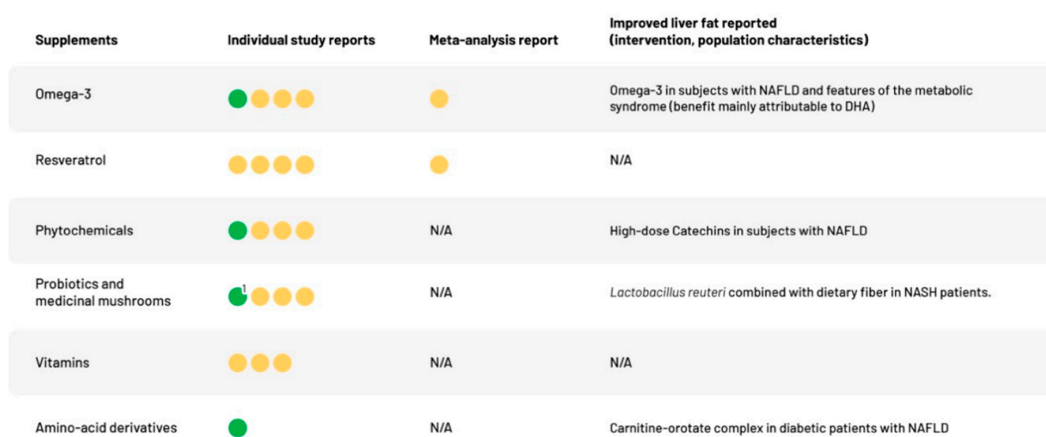 Supplements
Individual study reports
Meta-analysis report
Improved liver fat reported
(intervention, population characteristics)
Omega-3
Omega-3 in subjects with NAFLD and features of the metabolic
syndrome (benefit mainly attributable to DHA)
Resveratrol
N/A
Phytochemicals
N/A
High-dose Catechins in subjects with NAFLD
Probiotics and
medicinal mushrooms
1
N/A
Lactobacillus reuteri combined with dietary fiber in NASH patients.
Vitamins
N/A
N/A
Amino-acid derivatives
N/A
Carnitine-orotate complex in diabetic patients with NAFLD